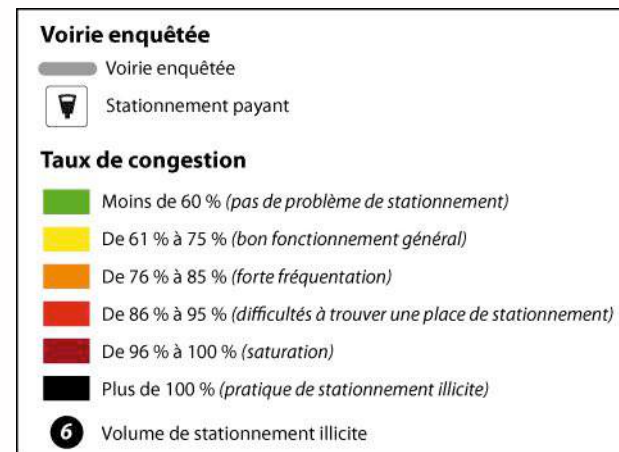 Voirie enquêtée
Voirie enquêtée
Stationnement payant
Taux de congestion
Moins de 60 % (pas de problème de stationnement)
De 61 % à 75 % (bon fonctionnement général)
De 76 % à 85 % (forte fréquentation)
De 86 % à 95 % (difficultés à trouver une place de stationnement)
De 96 % à 100 % (saturation)
Plus de 100 % (pratique de stationnement illicite)
6 Volume de stationnement illicite